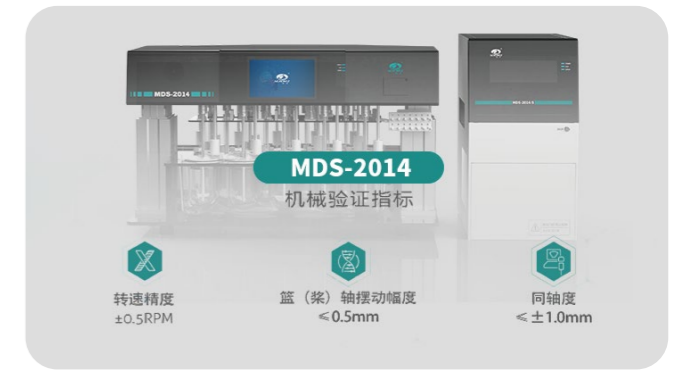 MDS-2014
MDS-2014
机械验证指标
转速精度
±0.5RPM
篮（桨）轴摆动幅度
≤0.5mm
同轴度
≤±1.0mm